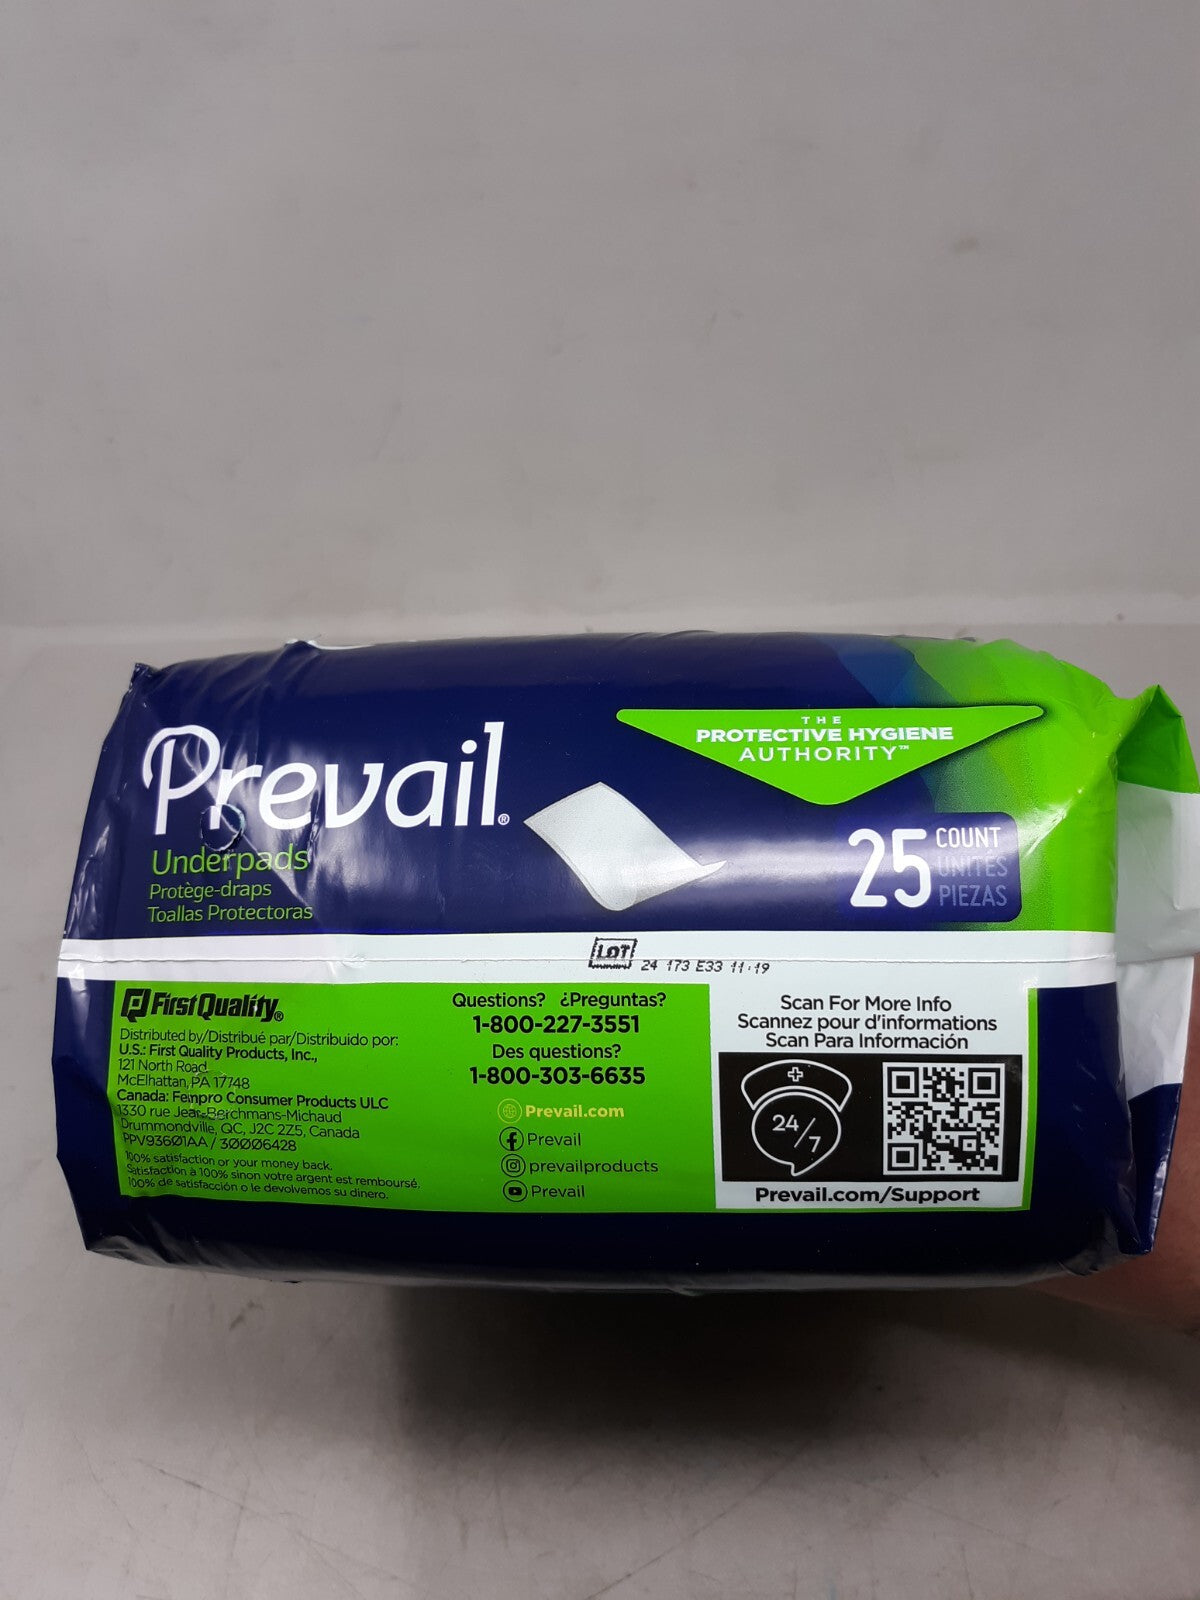 Prevail®
Underpads
Protège-draps
Toallas Protectoras
THE
PROTECTIVE HYGIENE
AUTHORITY™
25 COUNT
UNITÉS
PIEZAS
LOT 24 173 E33 11:19
First Quality®
Distributed by/Distribué par/Distribuido por:
U.S.: First Quality Products, Inc.,
121 North Road
McElhattan, PA 17748
Canada: Fempro Consumer Products ULC
1330 rue Jean-Berchmans-Michaud
Drummondville, QC, J2C 2Z5, Canada
PPV93601AA / 30006428
100% satisfaction or your money back.
Satisfaction à 100% sinon votre argent est remboursé.
100% de satisfacción o le devolvemos su dinero.
Questions? ¿Preguntas?
1-800-227-3551
Des questions?
1-800-303-6635
Prevail.com
Prevail
prevailproducts
Prevail
Scan For More Info
Scannez pour d'informations
Scan Para Información
24/7
Prevail.com/Support